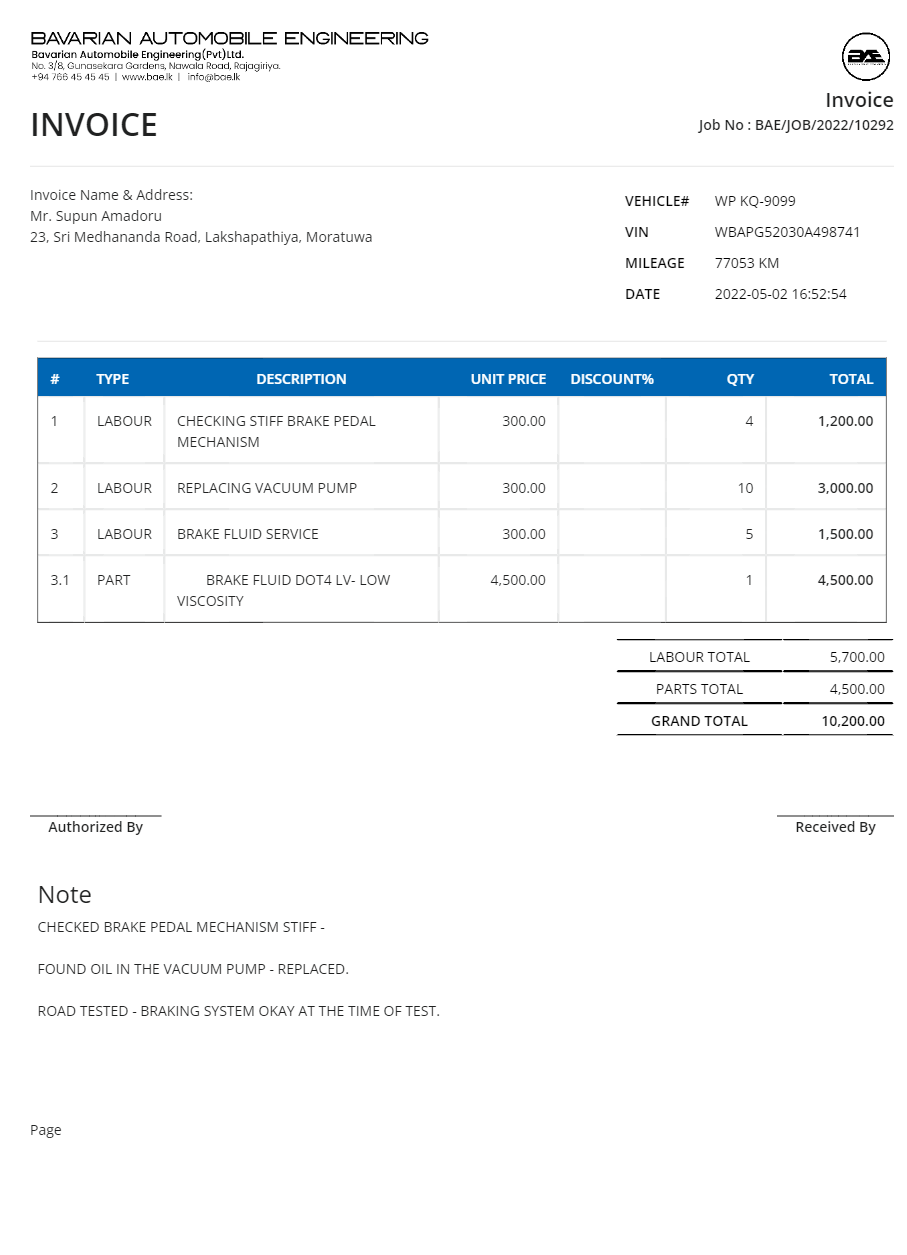 BAVARIAN AUTOMOBILE ENGINEERING
Bavarian Automobile Engineering(Pvt)Ltd.
No. 3/8, Gunasekara Gardens, Nawala Road, Rajagiriya.
+94 766 45 45 45 | www.bae.lk | info@bae.lk
BAE
Invoice
INVOICE
Job No : BAE/JOB/2022/10292
Invoice Name & Address:
Mr. Supun Amadoru
23, Sri Medhananda Road, Lakshapathiya, Moratuwa
VEHICLE# WP KQ-9099
VIN WBAPG52030A498741
MILEAGE 77053 KM
DATE 2022-05-02 16:52:54
# TYPE DESCRIPTION UNIT PRICE DISCOUNT% QTY TOTAL
1 LABOUR CHECKING STIFF BRAKE PEDAL 300.00 4 1,200.00
MECHANISM
2 LABOUR REPLACING VACUUM PUMP 300.00 10 3,000.00
3 LABOUR BRAKE FLUID SERVICE 300.00 5 1,500.00
3.1 PART BRAKE FLUID DOT4 LV- LOW 4,500.00 1 4,500.00
VISCOSITY
LABOUR TOTAL 5,700.00
PARTS TOTAL 4,500.00
GRAND TOTAL 10,200.00
Authorized By Received By
Note
CHECKED BRAKE PEDAL MECHANISM STIFF -
FOUND OIL IN THE VACUUM PUMP - REPLACED.
ROAD TESTED - BRAKING SYSTEM OKAY AT THE TIME OF TEST.
Page